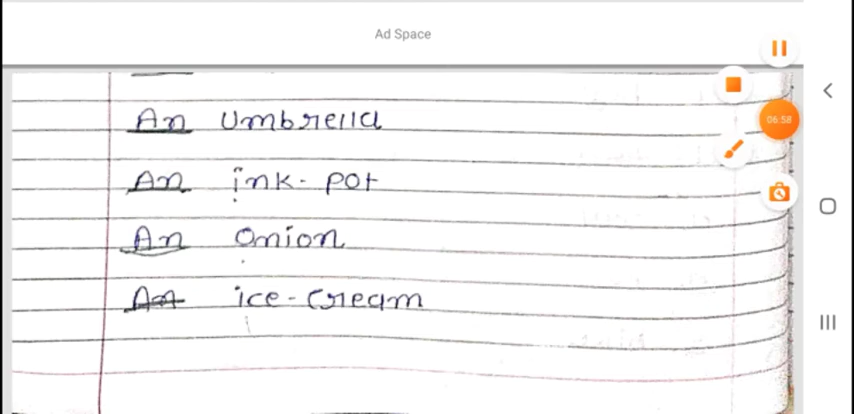 Ad Space
An Umbrella
An ink-pot
An Onion
An ice-cream
06:58